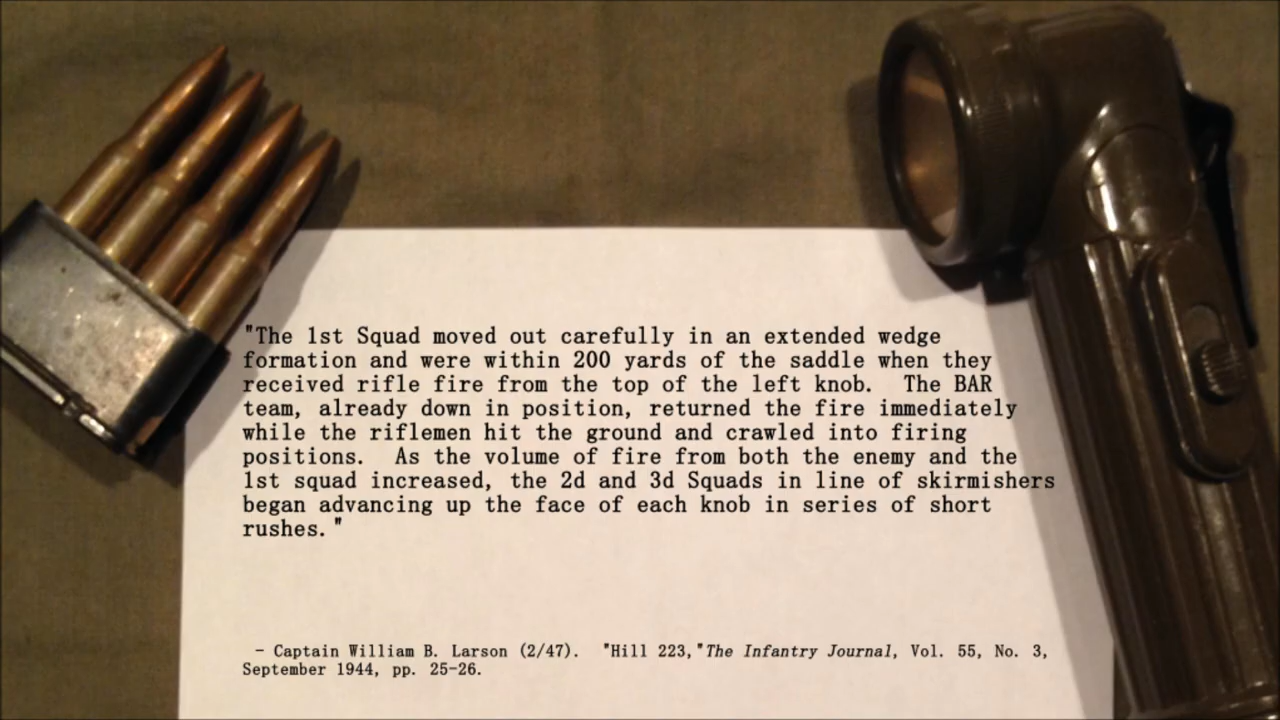 "The 1st Squad moved out carefully in an extended wedge
formation and were within 200 yards of the saddle when they
received rifle fire from the top of the left knob.  The BAR
team, already down in position, returned the fire immediately
while the riflemen hit the ground and crawled into firing
positions.  As the volume of fire from both the enemy and the
1st squad increased, the 2d and 3d Squads in line of skirmishers
began advancing up the face of each knob in series of short
rushes."
- Captain William B. Larson (2/47).  "Hill 223," The Infantry Journal, Vol. 55, No. 3,
September 1944, pp. 25-26.